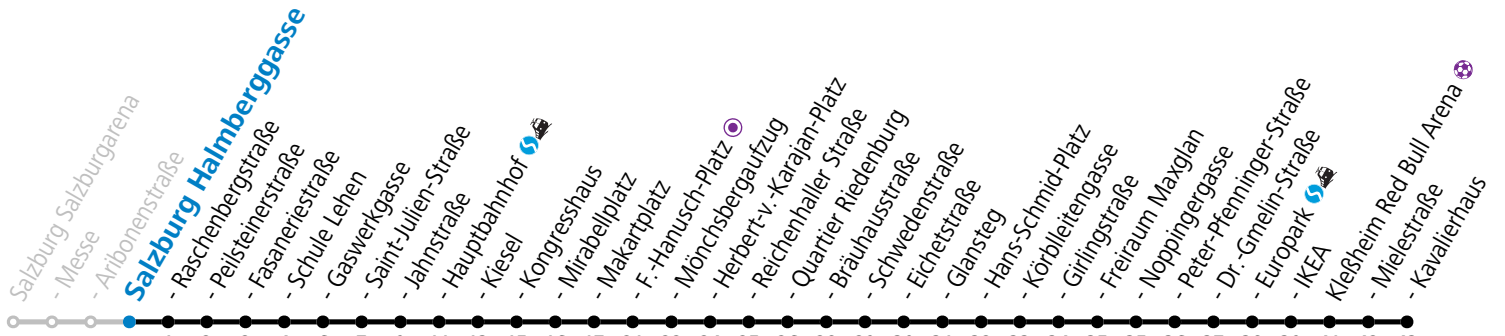 Salzburg Salzburgarena
- Messe
- Aribonenstraße
Salzburg Halmberggasse
- Raschenbergstraße
- Peilsteinerstraße
- Fasaneriestraße
- Schule Lehen
- Gaswerkgasse
- Saint-Julien-Straße
- Jahnstraße
- Hauptbahnhof
- Kiesel
- Kongresshaus
- Mirabellplatz
- Makartplatz
- F.-Hanusch-Platz
- Mönchsbergaufzug
- Herbert-v.-Karajan-Platz
- Reichenhaller Straße
- Quartier Riedenburg
- Bräuhausstraße
- Schwedenstraße
- Eichetstraße
- Glansteg
- Hans-Schmid-Platz
- Körblleitengasse
- Girlingstraße
- Freiraum Maxglan
- Noppingergasse
- Peter-Pfenninger-Straße
- Dr.-Gmelin-Straße
- Europark
- IKEA
Kleßheim Red Bull Arena
- Mielestraße
- Kavalierhaus